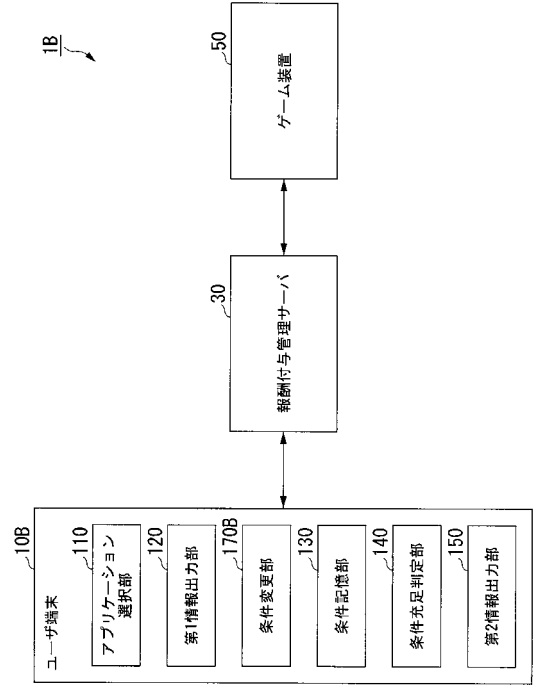 1B
10B
ユーザ端末
110
アプリケーション
選択部
120
第1情報出力部
170B
条件変更部
130
条件記憶部
140
条件充足判定部
150
第2情報出力部
30
報酬付与管理サーバ
50
ゲーム装置